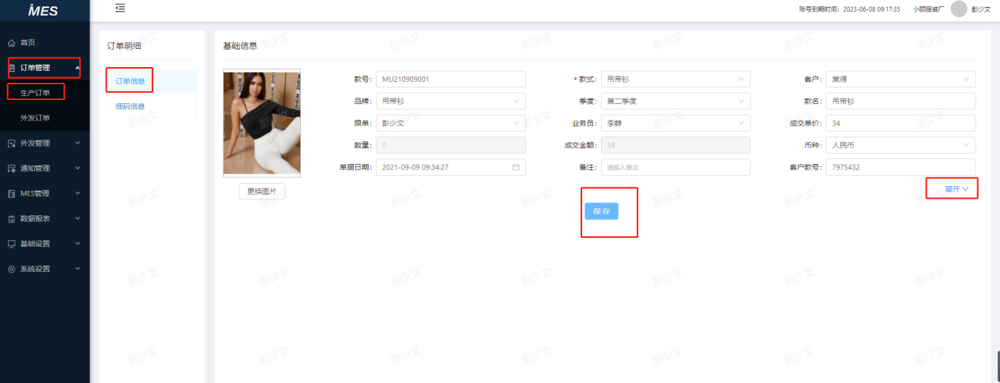 iMES
账号到期时间：2023-06-08 09:17:35 小顾服装厂 彭少文
首页
订单管理
生产订单
外发订单
外发管理
通知管理
MES管理
数据报表
基础设置
系统设置
订单明细
订单信息
细码信息
基础信息
更换图片
款号： MU210909001 * 款式： 吊带衫 客户： 棠得
品牌： 吊带衫 季度： 第二季度 款名： 吊带衫
跟单： 彭少文 业务员： 李静 成交单价： 34
数量： 0 成交金额： 34 币种： 人民币
单据日期： 2021-09-09 09:34:27 备注： 请输入备注 客户款号： 7975432
展开
保存
彭少文